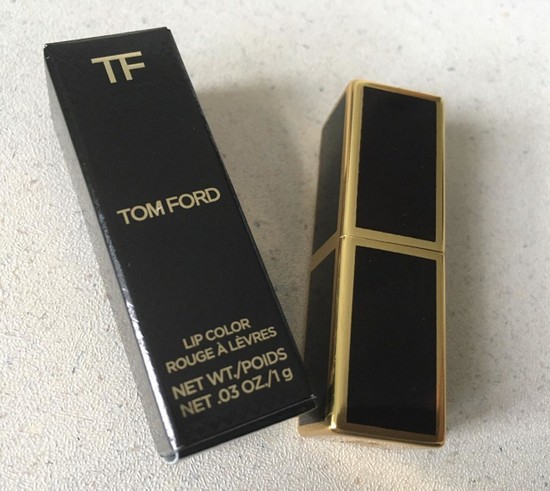 TF
TOM FORD
LIP COLOR
ROUGE À LÈVRES
NET WT./POIDS
NET .03 OZ./1 g